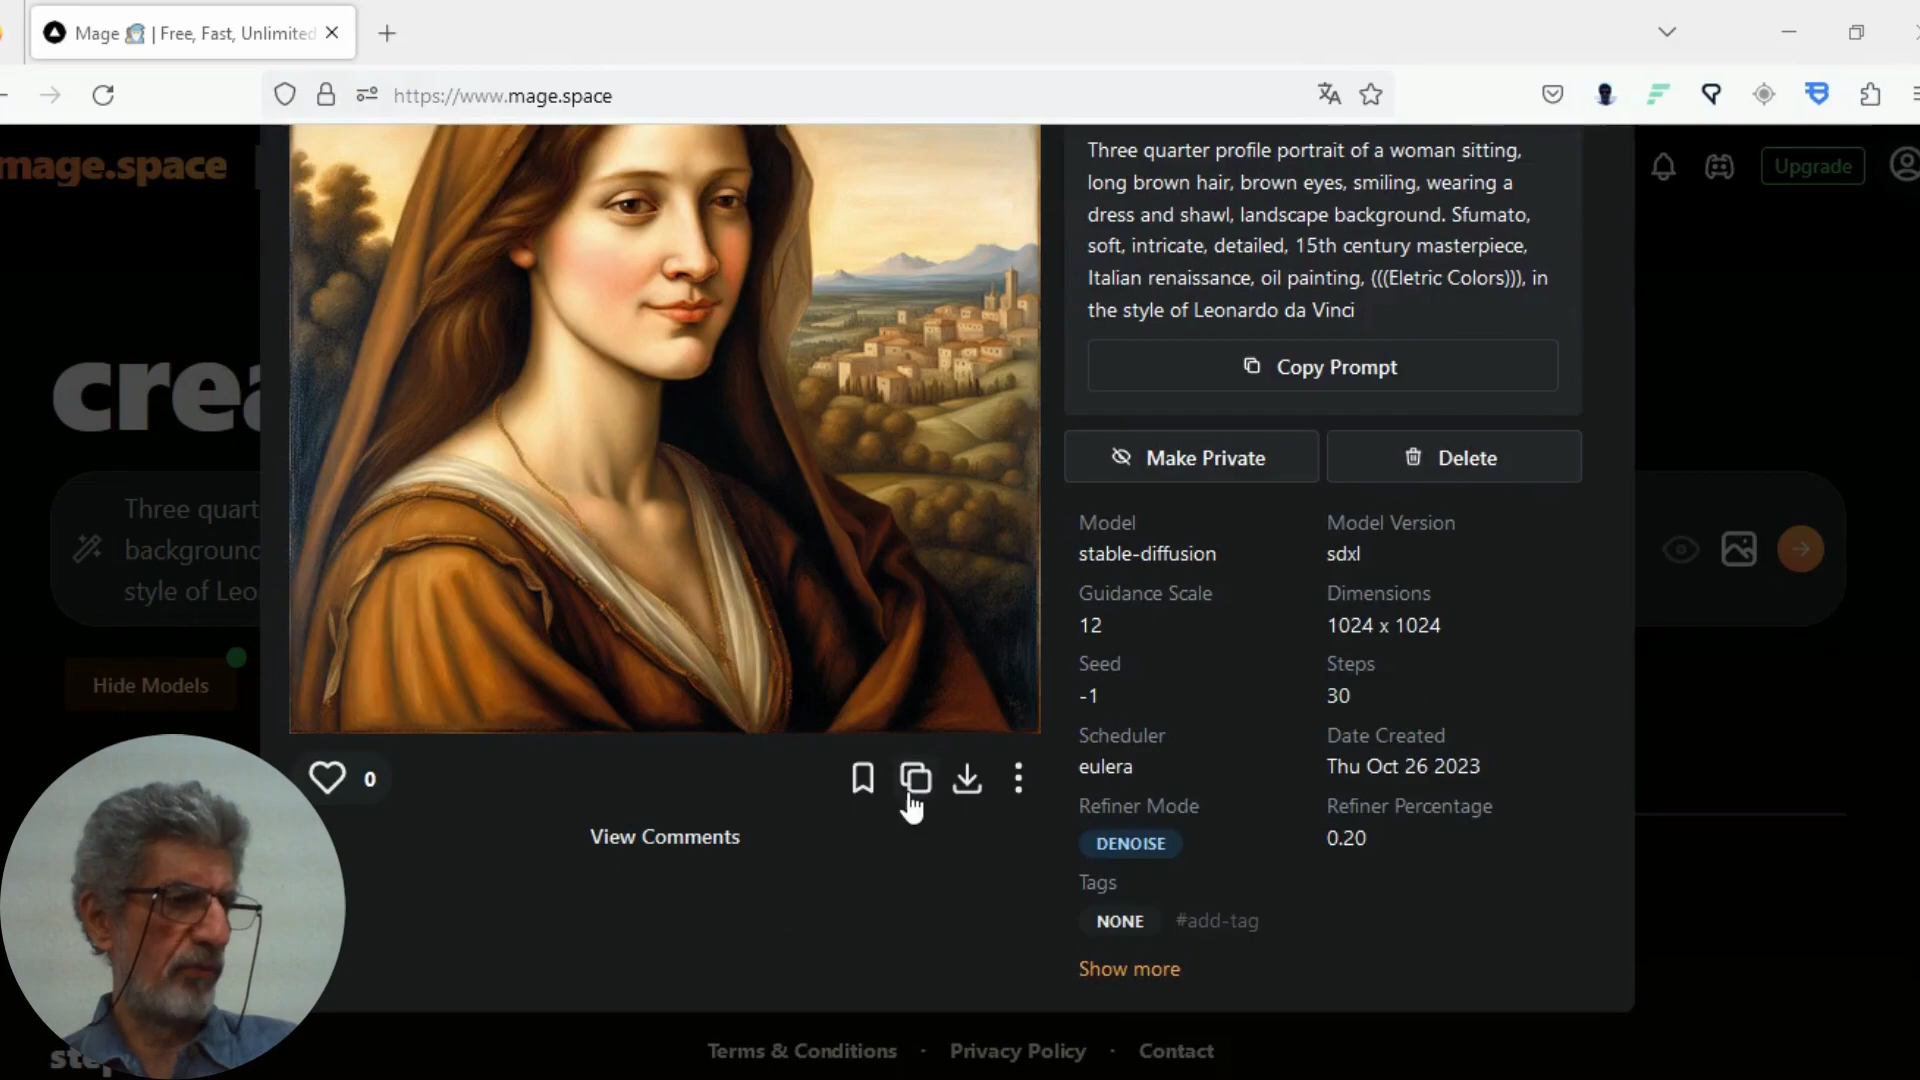 Mage | Free, Fast, Unlimited
https://www.mage.space
mage.space
Upgrade
Three quarter profile portrait of a woman sitting,
long brown hair, brown eyes, smiling, wearing a
dress and shawl, landscape background. Sfumato,
soft, intricate, detailed, 15th century masterpiece,
Italian renaissance, oil painting, (((Eletric Colors))), in
the style of Leonardo da Vinci
Copy Prompt
Make Private
Delete
crea
Three quart
background
style of Leo
Hide Models
Model
Model Version
stable-diffusion
sdxl
Guidance Scale
Dimensions
12
1024 x 1024
Seed
Steps
-1
30
Scheduler
Date Created
eulera
Thu Oct 26 2023
Refiner Mode
Refiner Percentage
DENOISE
0.20
Tags
NONE
#add-tag
Show more
0
View Comments
Terms & Conditions · Privacy Policy · Contact